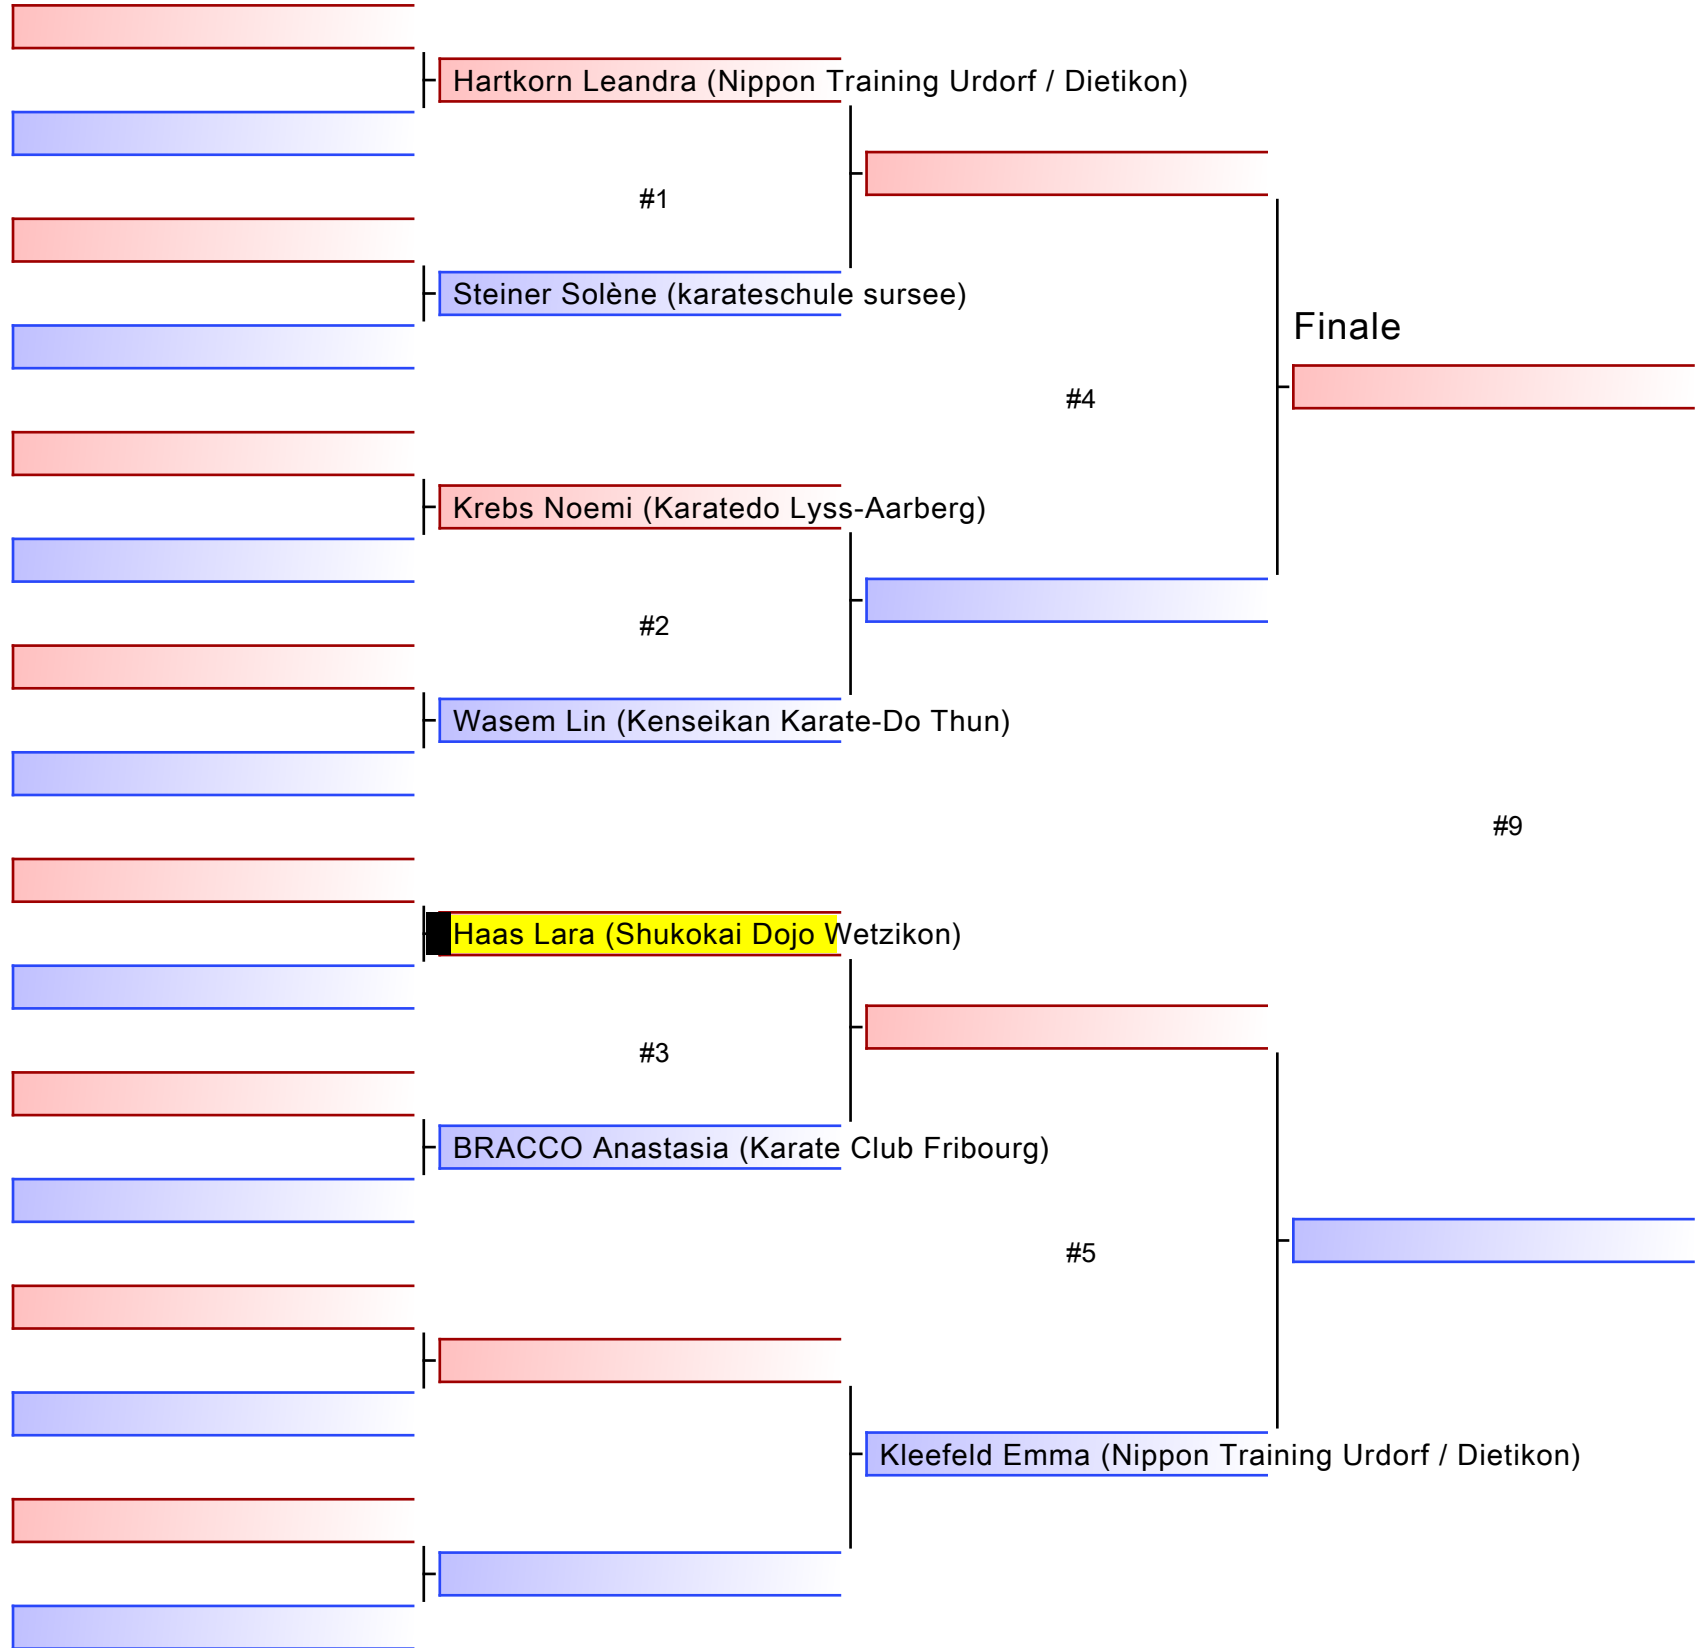 Hartkorn Leandra (Nippon Training Urdorf / Dietikon)
#1
Steiner Solène (karateschule sursee)
Finale
#4
Krebs Noemi (Karatedo Lyss-Aarberg)
#2
Wasem Lin (Kenseikan Karate-Do Thun)
#9
Haas Lara (Shukokai Dojo Wetzikon)
#3
BRACCO Anastasia (Karate Club Fribourg)
#5
Kleefeld Emma (Nippon Training Urdorf / Dietikon)